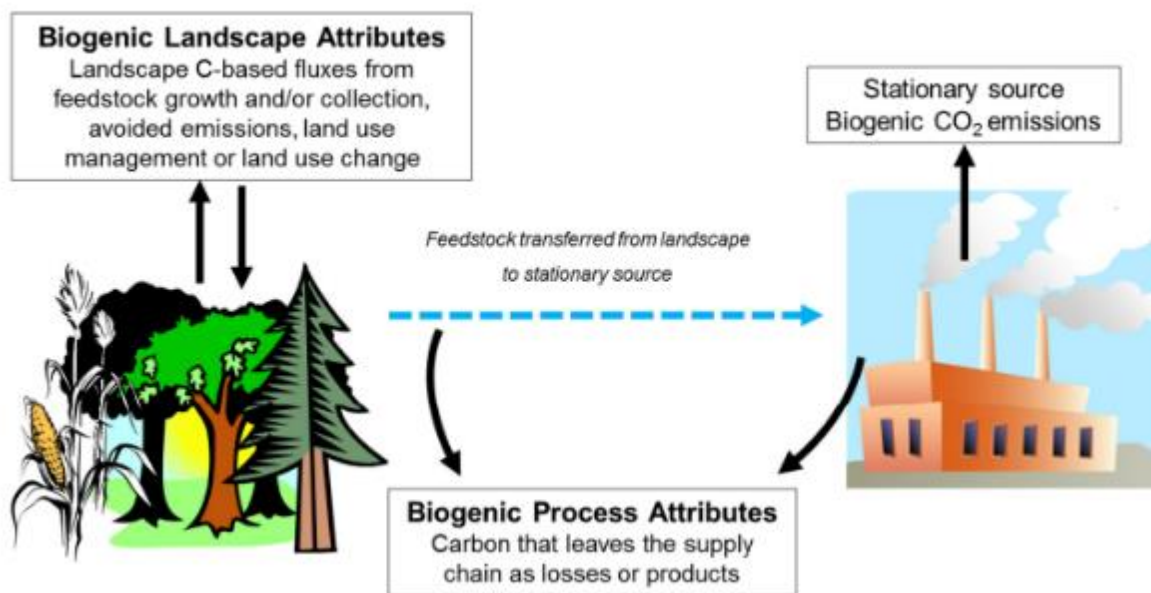 Biogenic Landscape Attributes
Landscape C-based fluxes from
feedstock growth and/or collection,
avoided emissions, land use
management or land use change
Stationary source
Biogenic CO₂ emissions
Feedstock transferred from landscape
to stationary source
Biogenic Process Attributes
Carbon that leaves the supply
chain as losses or products